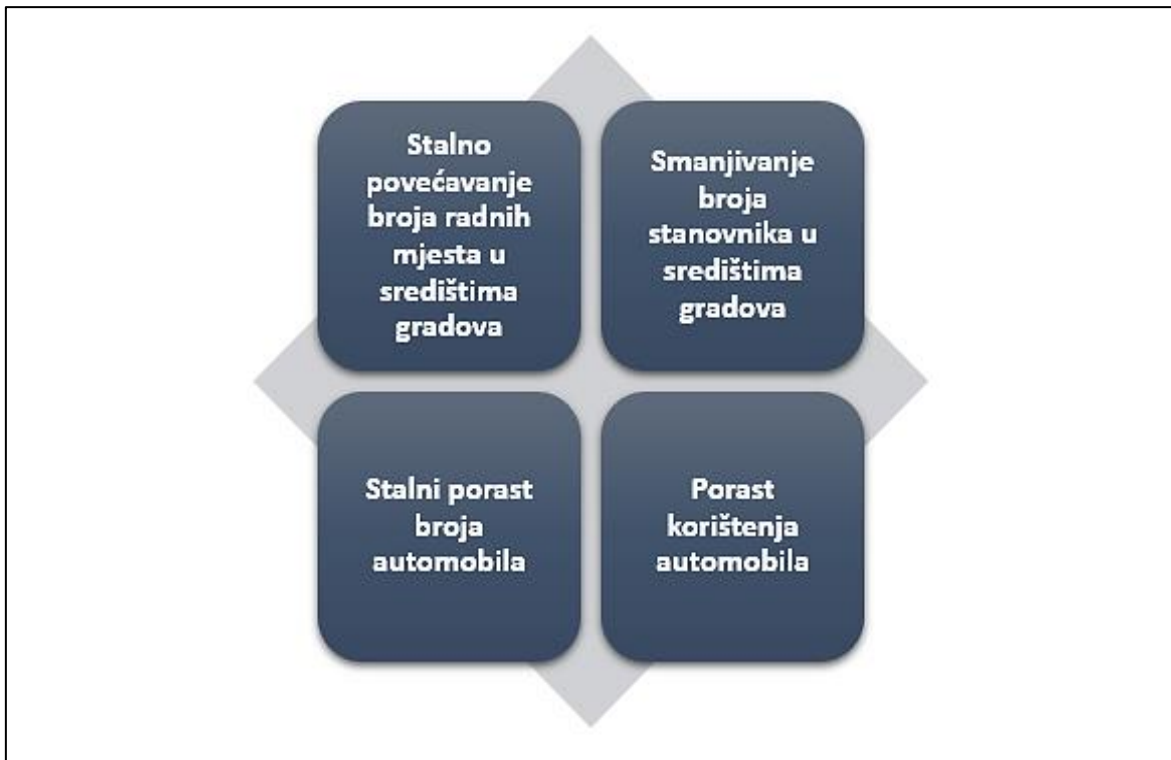 Stalno
povećavanje
broja radnih
mjesta u
središtima
gradova
Smanjivanje
broja
stanovnika u
središtima
gradova
Stalni porast
broja
automobila
Porast
korištenja
automobila